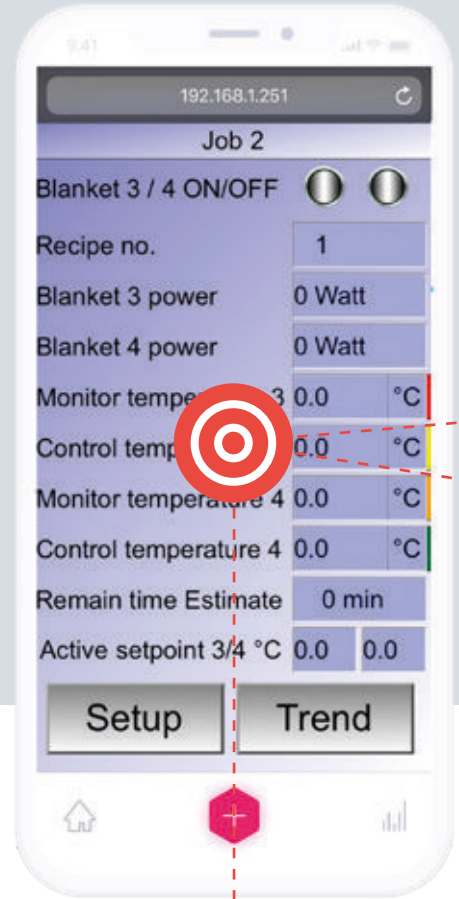 9.41
192.168.1.251
Job 2
Blanket 3 / 4 ON/OFF
Recipe no. 1
Blanket 3 power 0 Watt
Blanket 4 power 0 Watt
Monitor tempe 3 0.0 °C
Control temp 0.0 °C
Monitor temperature 4 0.0 °C
Control temperature 4 0.0 °C
Remain time Estimate 0 min
Active setpoint 3/4 °C 0.0 0.0
Setup Trend